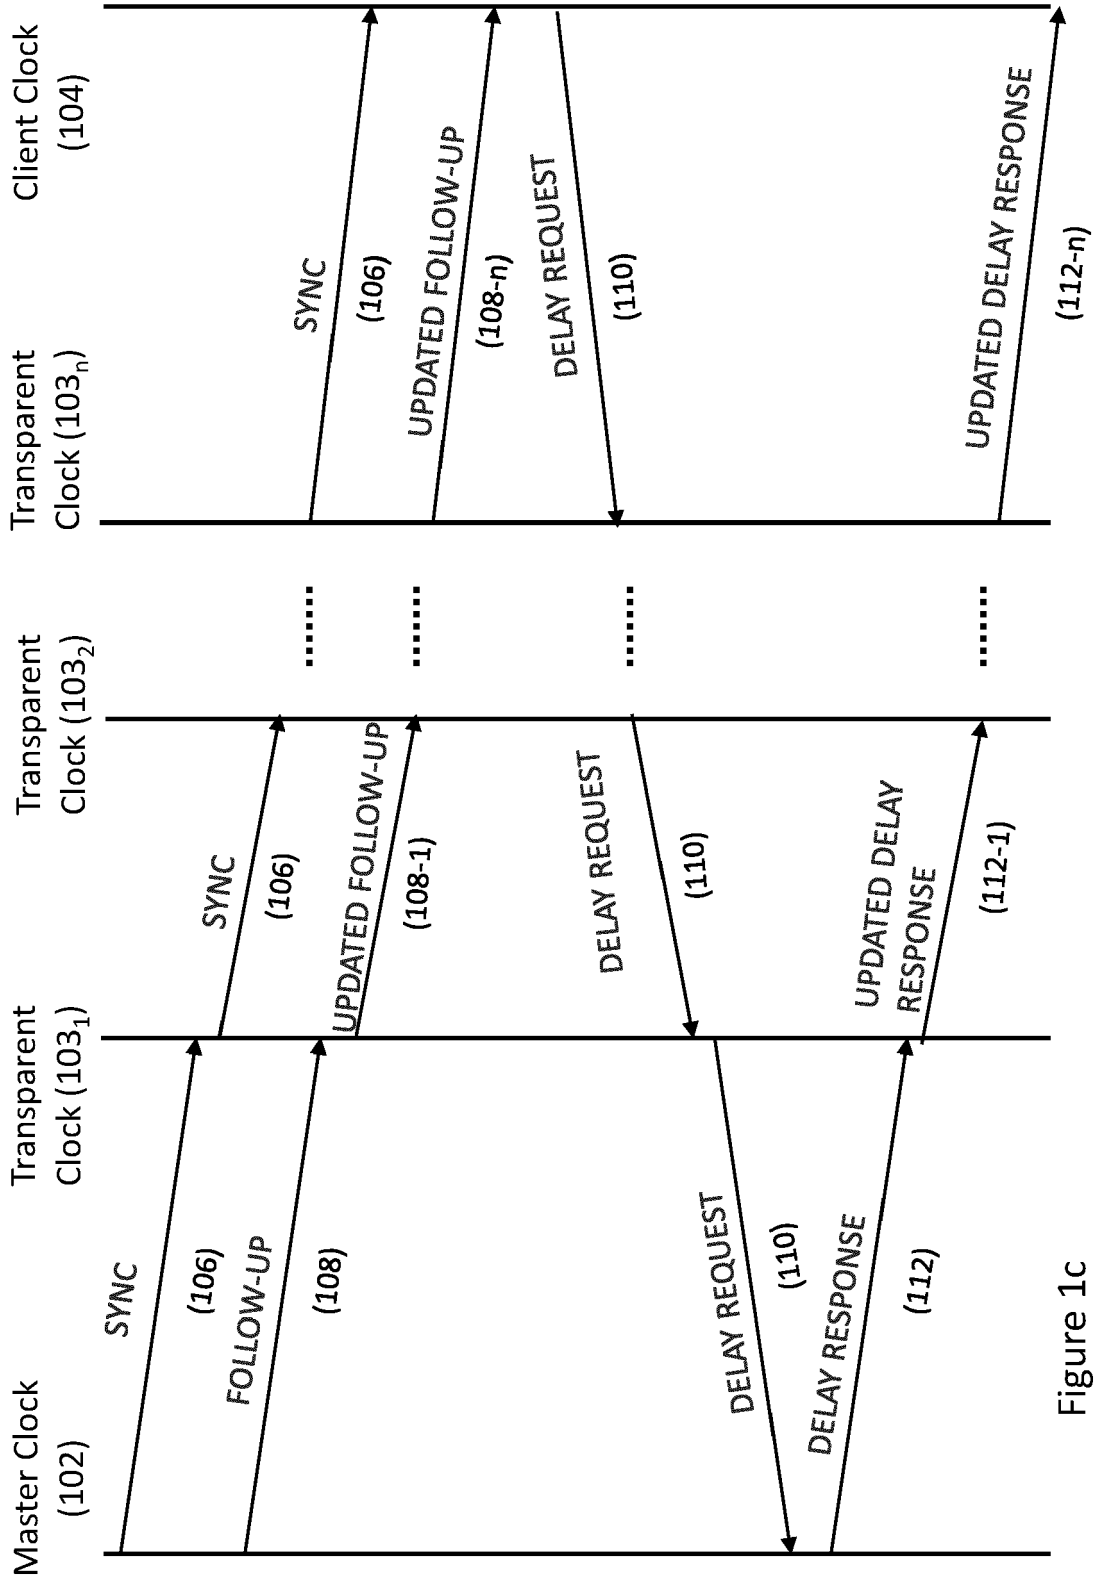 Master Clock
(102)
Transparent
Clock (103₁)
Transparent
Clock (103₂)
Transparent
Clock (103ₙ)
Client Clock
(104)
SYNC
(106)
FOLLOW-UP
(108)
SYNC
(106)
UPDATED FOLLOW-UP
(108-1)
SYNC
(106)
UPDATED FOLLOW-UP
(108-n)
DELAY REQUEST
(110)
DELAY REQUEST
(110)
DELAY REQUEST
(110)
DELAY RESPONSE
(112)
UPDATED DELAY
RESPONSE
(112-1)
UPDATED DELAY RESPONSE
(112-n)
Figure 1c